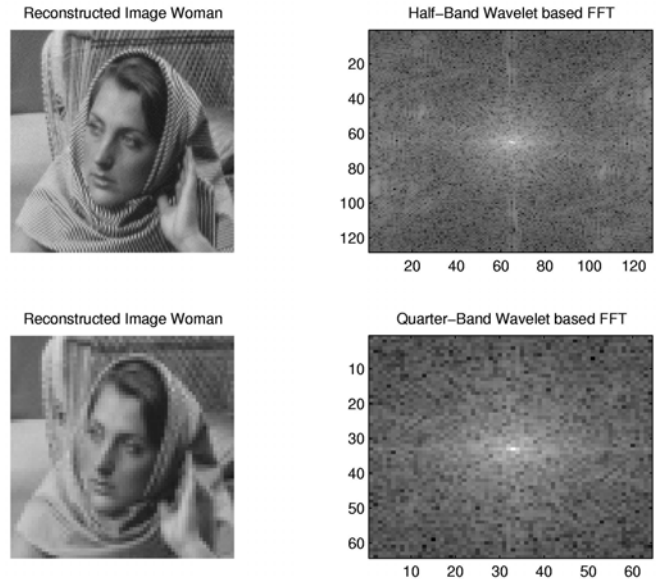 Reconstructed Image Woman
Half−Band Wavelet based FFT
20
40
60
80
100
120
20 40 60 80 100 120
Reconstructed Image Woman
Quarter−Band Wavelet based FFT
10
20
30
40
50
60
10 20 30 40 50 60